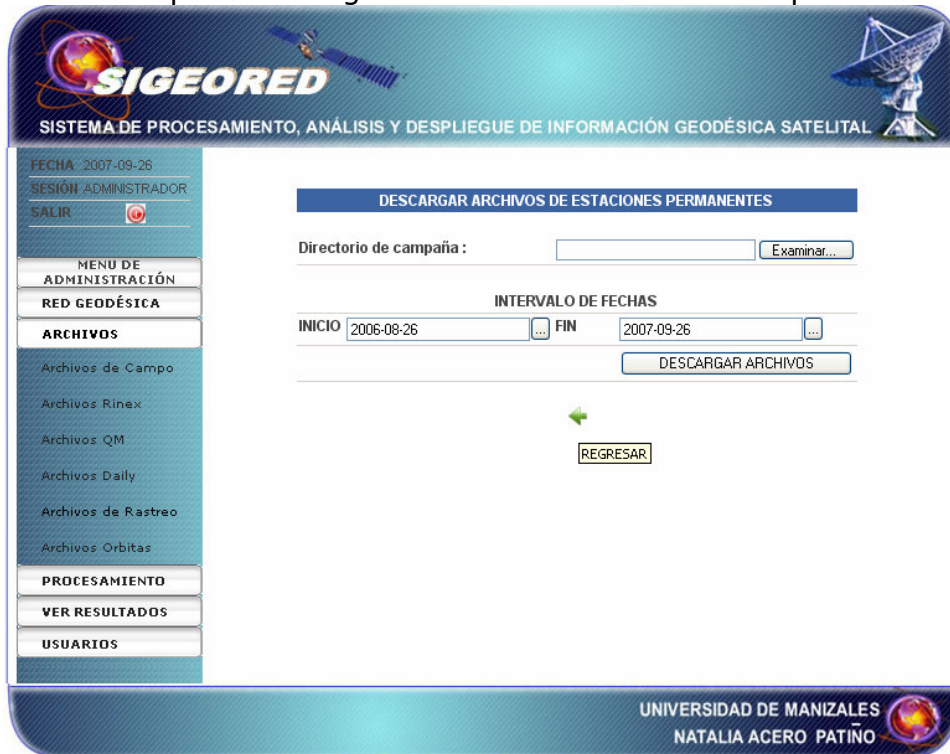 SIGEORED
SISTEMA DE PROCESAMIENTO, ANÁLISIS Y DESPLIEGUE DE INFORMACIÓN GEODÉSICA SATELITAL
FECHA 2007-09-26
SESIÓN ADMINISTRADOR
SALIR
MENU DE
ADMINISTRACIÓN
RED GEODÉSICA
ARCHIVOS
Archivos de Campo
Archivos Rinex
Archivos QM
Archivos Daily
Archivos de Rastreo
Archivos Orbitas
PROCESAMIENTO
VER RESULTADOS
USUARIOS
DESCARGAR ARCHIVOS DE ESTACIONES PERMANENTES
Directorio de campaña : Examinar...
INTERVALO DE FECHAS
INICIO 2006-08-26 ... FIN 2007-09-26 ...
DESCARGAR ARCHIVOS
REGRESAR
UNIVERSIDAD DE MANIZALES
NATALIA ACERO PATIÑO